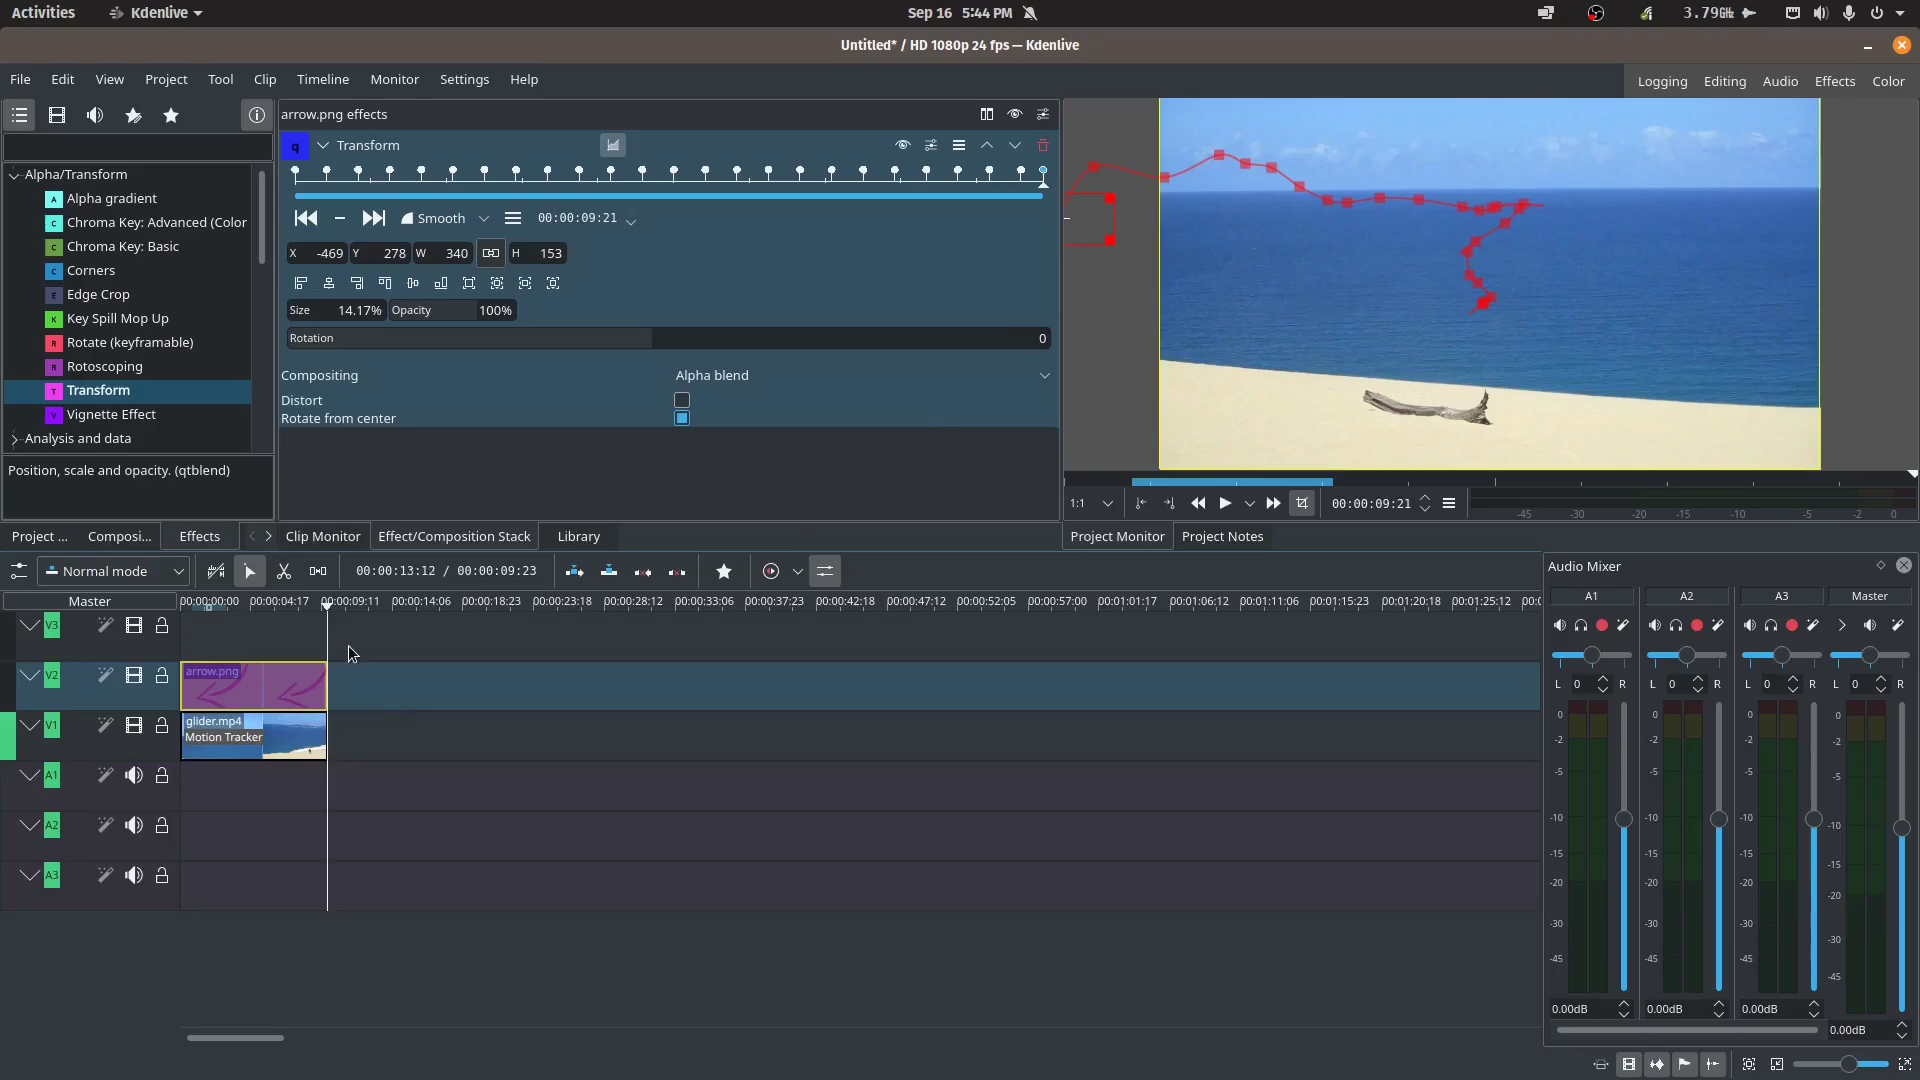 Activities
Kdenlive
Sep 16 5:44 PM
3.79GHz
Untitled* / HD 1080p 24 fps — Kdenlive
File Edit View Project Tool Clip Timeline Monitor Settings Help
Logging Editing Audio Effects Color
arrow.png effects
q Transform
Alpha/Transform
A Alpha gradient
C Chroma Key: Advanced (Color
C Chroma Key: Basic
C Corners
E Edge Crop
K Key Spill Mop Up
R Rotate (keyframable)
R Rotoscoping
T Transform
V Vignette Effect
Analysis and data
Position, scale and opacity. (qtblend)
Smooth 00:00:09:21
X -469 Y 278 W 340 H 153
Size 14.17% Opacity 100%
Rotation 0
Compositing Alpha blend
Distort
Rotate from center
1:1 00:00:09:21
-45 -30 -20 -15 -10 -5 -2 0
Project ... Composi... Effects Clip Monitor Effect/Composition Stack Library Project Monitor Project Notes
Normal mode 00:00:13:12 / 00:00:09:23
Master
00:00:00:00 00:00:04:17 00:00:09:11 00:00:14:06 00:00:18:23 00:00:23:18 00:00:28:12 00:00:33:06 00:00:37:23 00:00:42:18 00:00:47:12 00:00:52:05 00:00:57:00 00:01:01:17 00:01:06:12 00:01:11:06 00:01:15:23 00:01:20:18 00:01:25:12 00:0
V3
V2 arrow.png
V1 glider.mp4
Motion Tracker
A1
A2
A3
Audio Mixer
A1 A2 A3 Master
L 0 R L 0 R L 0 R L 0 R
0 0 0 0
-2 -2 -2 -2
-5 -5 -5 -5
-10 -10 -10 -10
-15 -15 -15 -15
-20 -20 -20 -20
-30 -30 -30 -30
-45 -45 -45 -45
0.00dB 0.00dB 0.00dB 0.00dB